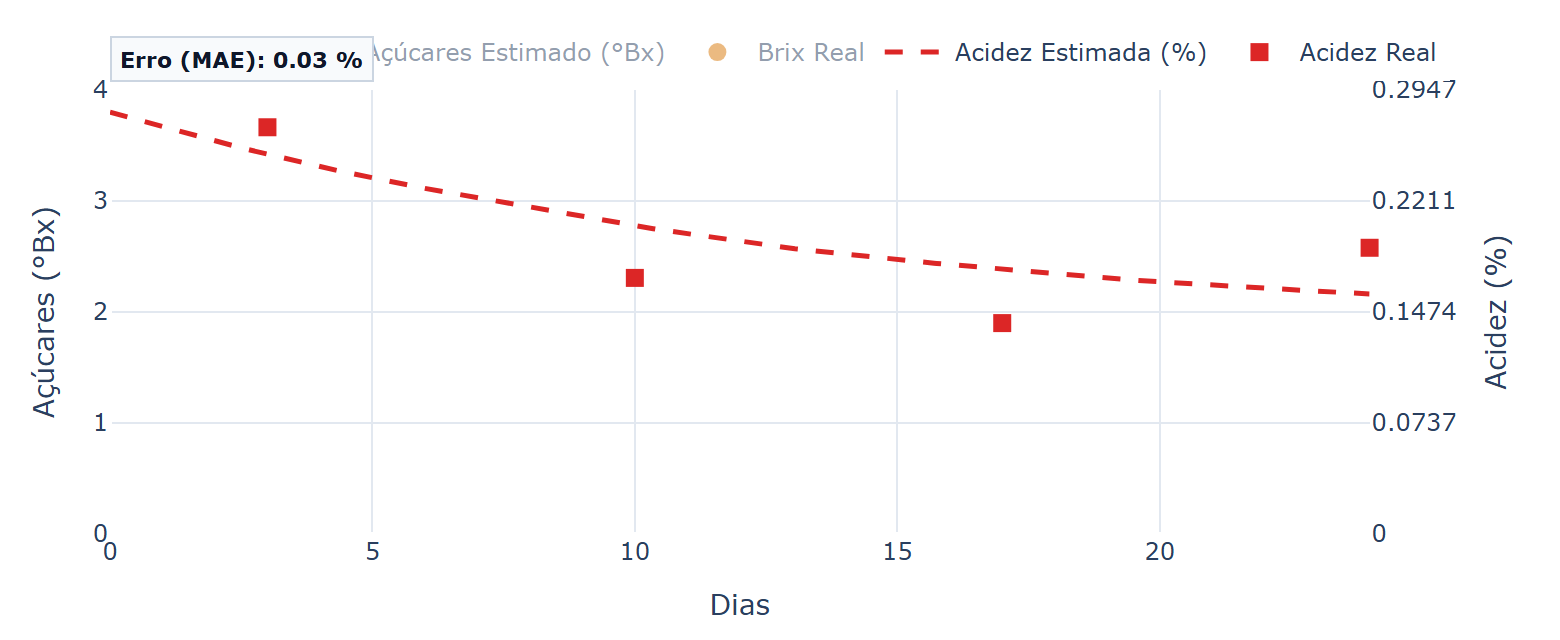 Erro (MAE): 0.03 %
Açúcares Estimado (°Bx)
Brix Real
Acidez Estimada (%)
Acidez Real
4
3
2
1
0
Açúcares (°Bx)
0.2947
0.2211
0.1474
0.0737
0
Acidez (%)
0
5
10
15
20
Dias